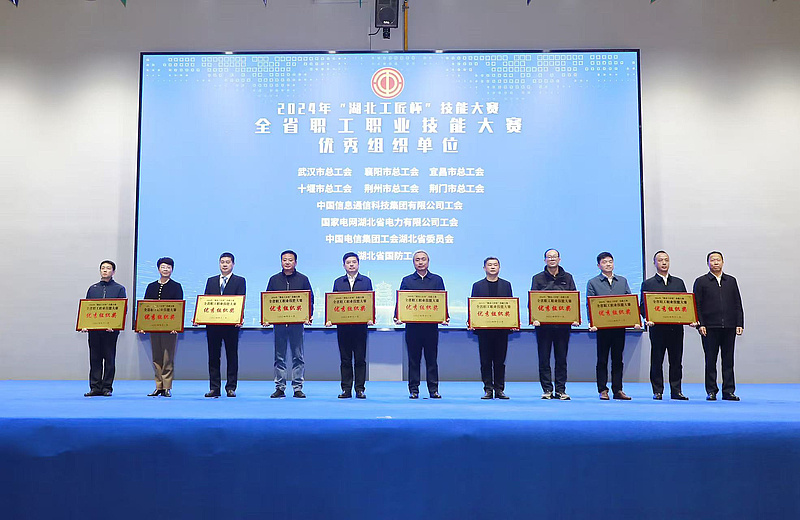 2024年“湖北工匠杯”技能大赛
全省职工职业技能大赛
优秀组织单位
武汉市总工会 襄阳市总工会 宜昌市总工会
十堰市总工会 荆州市总工会 荆门市总工会
中国信息通信科技集团有限公司工会
国家电网湖北省电力有限公司工会
中国电信集团工会湖北省委员会
湖北省国防工
优秀组织奖
优秀组织奖
优秀组织奖
优秀组织奖
优秀组织奖
优秀组织奖
优秀组织奖
优秀组织奖
优秀组织奖
优秀组织奖